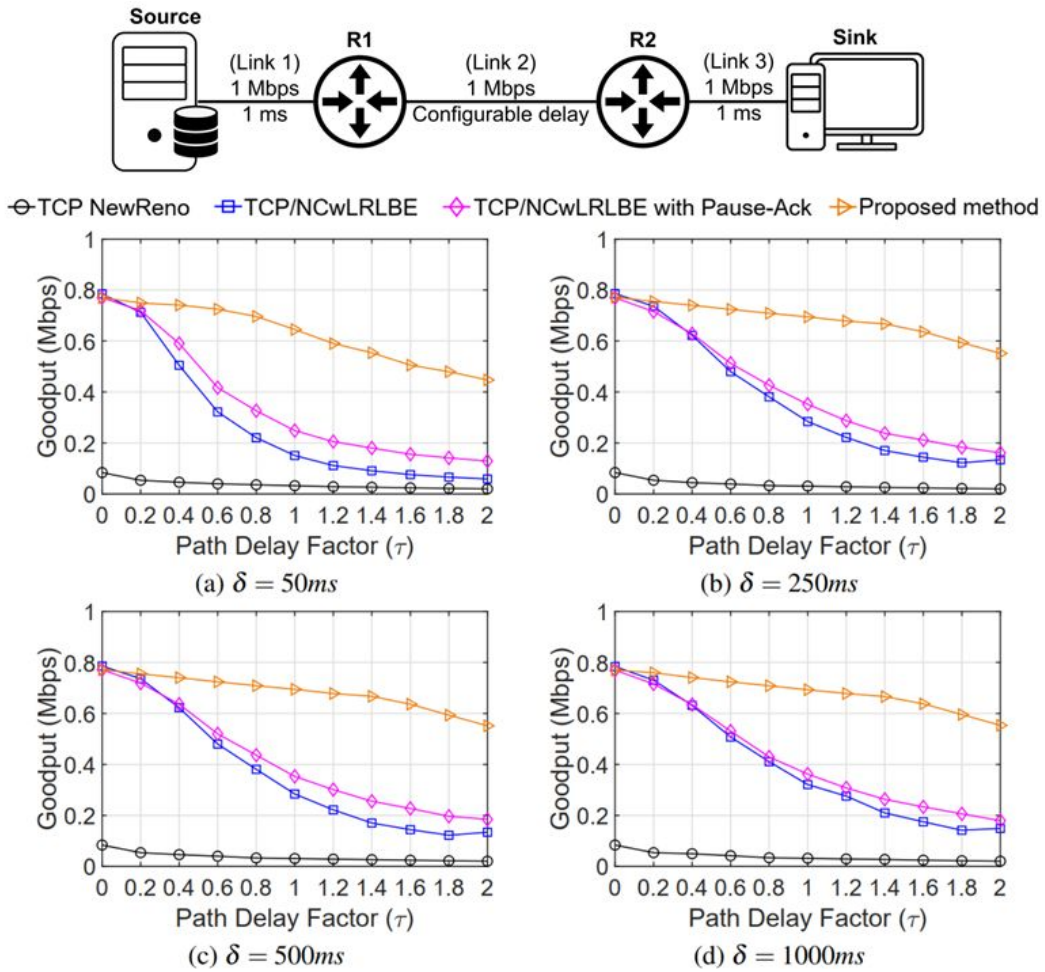 Source
R1
R2
Sink
(Link 1)
1 Mbps
1 ms
(Link 2)
1 Mbps
Configurable delay
(Link 3)
1 Mbps
1 ms
TCP NewReno TCP/NCwLRLBE TCP/NCwLRLBE with Pause-Ack Proposed method
Goodput (Mbps)
1
0.8
0.6
0.4
0.2
0
0 0.2 0.4 0.6 0.8 1 1.2 1.4 1.6 1.8 2
Path Delay Factor (τ)
(a) δ = 50ms
Goodput (Mbps)
1
0.8
0.6
0.4
0.2
0
0 0.2 0.4 0.6 0.8 1 1.2 1.4 1.6 1.8 2
Path Delay Factor (τ)
(b) δ = 250ms
Goodput (Mbps)
1
0.8
0.6
0.4
0.2
0
0 0.2 0.4 0.6 0.8 1 1.2 1.4 1.6 1.8 2
Path Delay Factor (τ)
(c) δ = 500ms
Goodput (Mbps)
1
0.8
0.6
0.4
0.2
0
0 0.2 0.4 0.6 0.8 1 1.2 1.4 1.6 1.8 2
Path Delay Factor (τ)
(d) δ = 1000ms